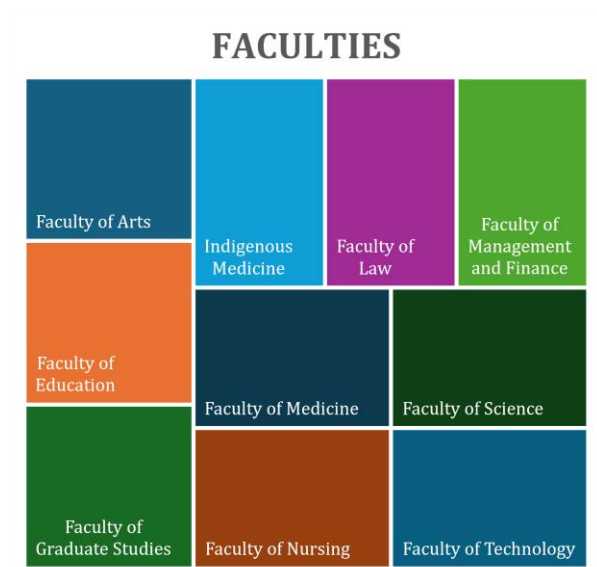 FACULTIES
Faculty of Arts
Indigenous
Medicine
Faculty of
Law
Faculty of
Management
and Finance
Faculty of
Education
Faculty of Medicine
Faculty of Science
Faculty of
Graduate Studies
Faculty of Nursing
Faculty of Technology